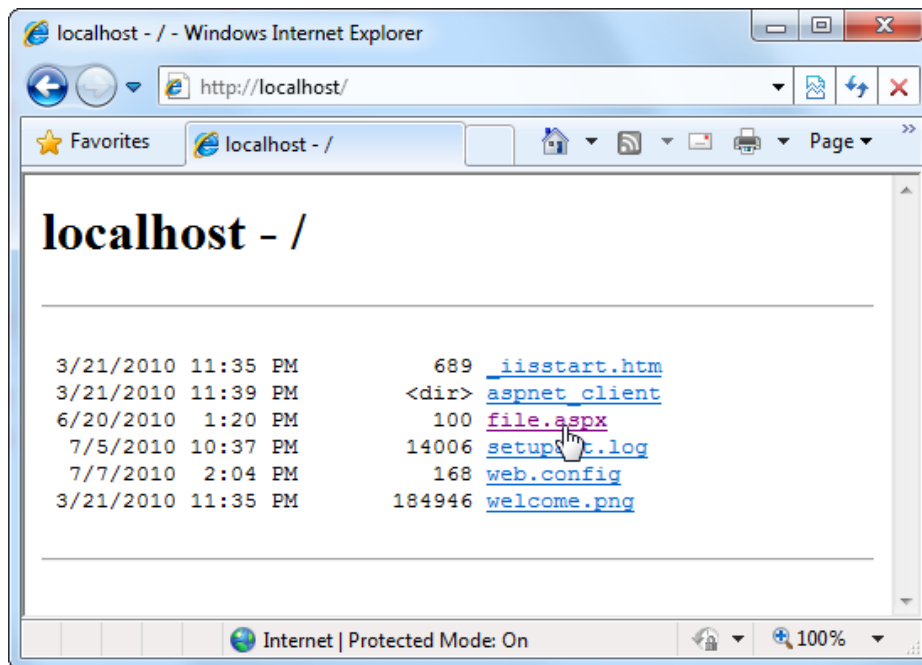 localhost - / - Windows Internet Explorer
http://localhost/
Favorites localhost - / Page ▾ »
localhost - /
3/21/2010 11:35 PM 689 _iisstart.htm
3/21/2010 11:39 PM <dir> aspnet_client
6/20/2010 1:20 PM 100 file.aspx
7/5/2010 10:37 PM 14006 .log
7/7/2010 2:04 PM 168 web.config
3/21/2010 11:35 PM 184946 welcome.png
Internet | Protected Mode: On 100%